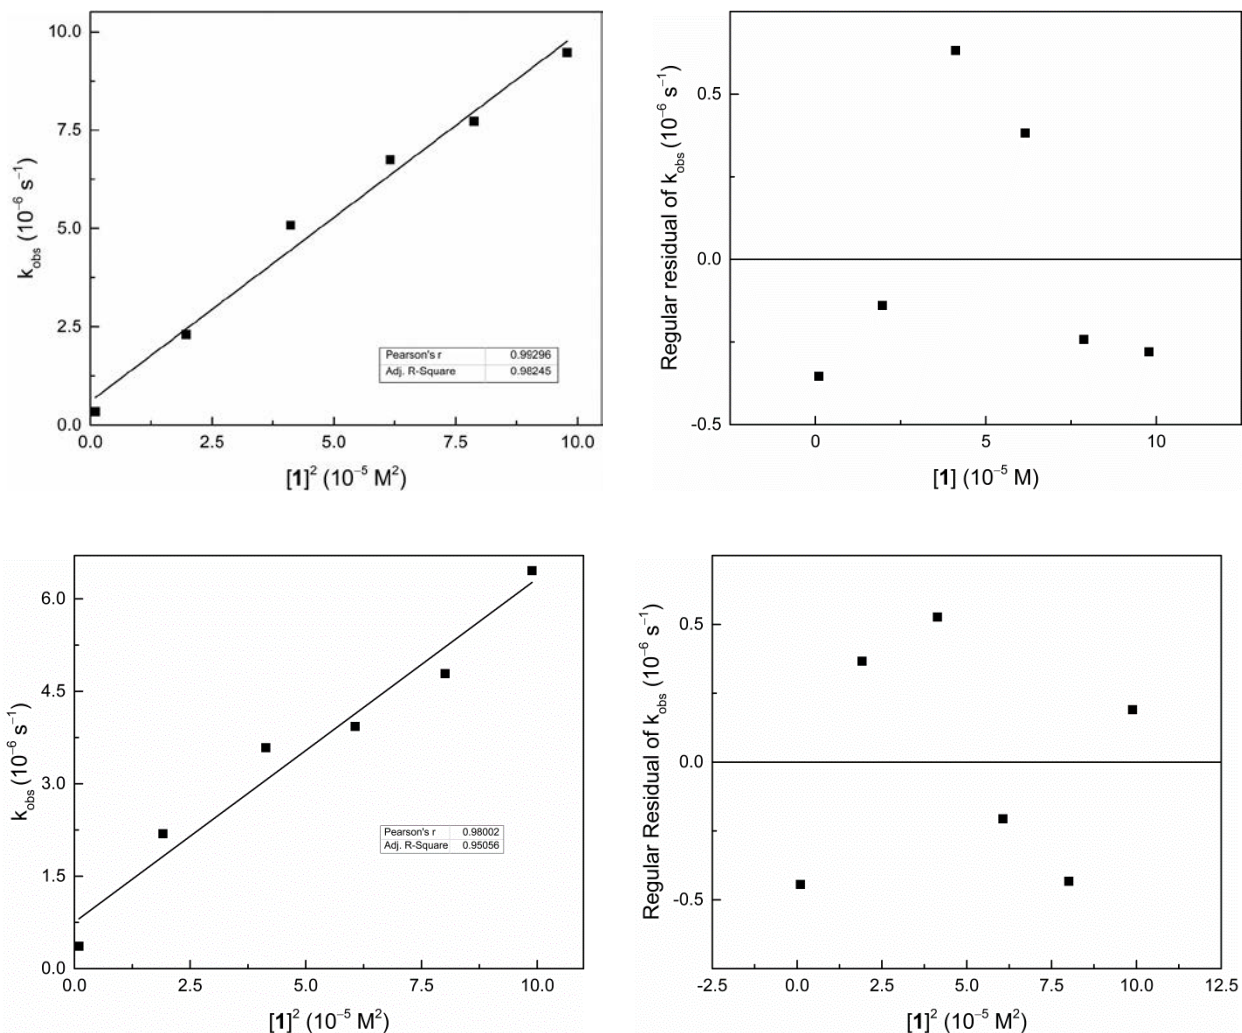 10.0
7.5
5.0
2.5
0.0
k_obs (10⁻⁶ s⁻¹)
Pearson's r 0.99296
Adj. R-Square 0.98245
0.0 2.5 5.0 7.5 10.0
[1]² (10⁻⁵ M²)
0.5
0.0
-0.5
Regular residual of k_obs (10⁻⁶ s⁻¹)
0 5 10
[1] (10⁻⁵ M)
6.0
4.5
3.0
1.5
0.0
k_obs (10⁻⁶ s⁻¹)
Pearson's r 0.98002
Adj. R-Square 0.95056
0.0 2.5 5.0 7.5 10.0
[1]² (10⁻⁵ M²)
0.5
0.0
-0.5
Regular Residual of k_obs (10⁻⁶ s⁻¹)
-2.5 0.0 2.5 5.0 7.5 10.0 12.5
[1]² (10⁻⁵ M²)